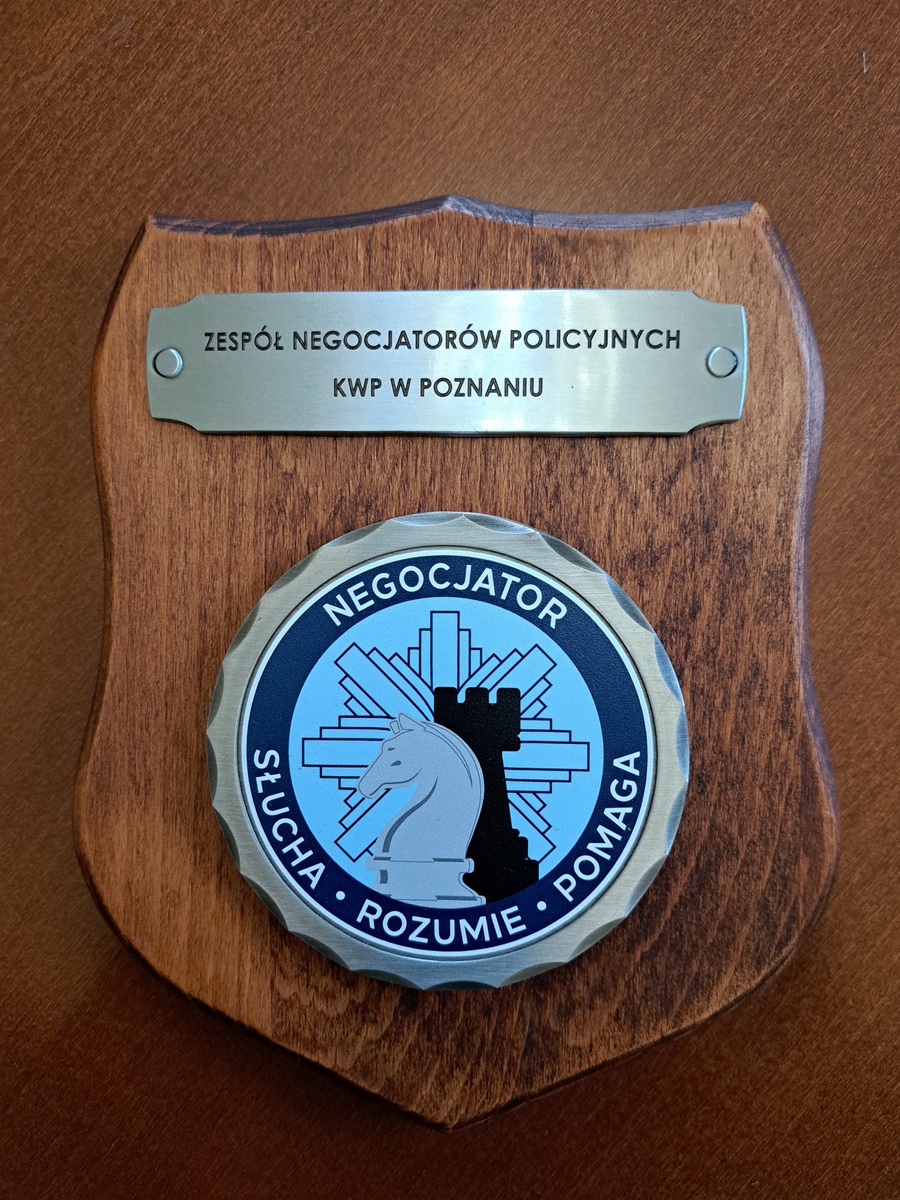 ZESPÓŁ NEGOCJATORÓW POLICYJNYCH
KWP W POZNANIU
NEGOCJATOR
SŁUCHA • ROZUMIE • POMAGA